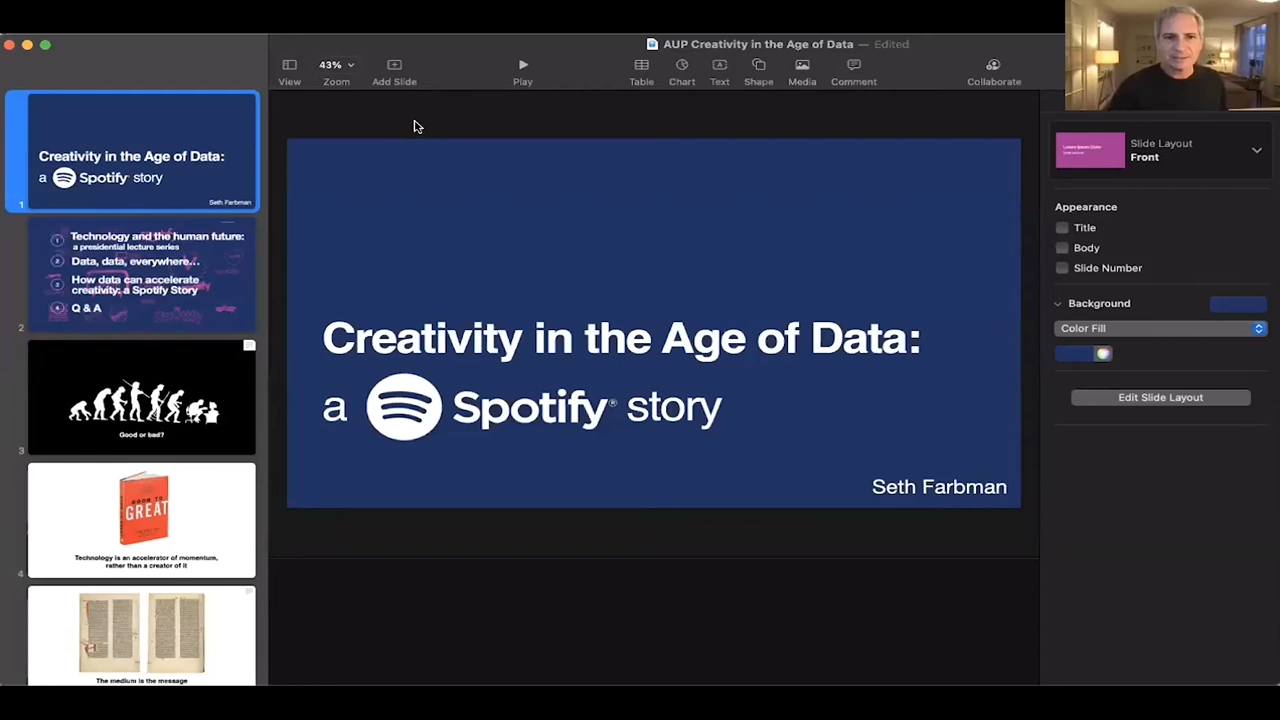 AUP Creativity in the Age of Data — Edited
43%
View
Zoom
Add Slide
Play
Table
Chart
Text
Shape
Media
Comment
Collaborate
Creativity in the Age of Data:
a Spotify® story
Seth Farbman
1
1 Technology and the human future:
a presidential lecture series
2 Data, data, everywhere...
3 How data can accelerate
creativity: a Spotify Story
4 Q & A
2
Good or bad?
3
GOOD TO
GREAT
Technology is an accelerator of momentum,
rather than a creator of it
4
The medium is the message
Creativity in the Age of Data:
a Spotify® story
Seth Farbman
Slide Layout
Front
Appearance
Title
Body
Slide Number
Background
Color Fill
Edit Slide Layout